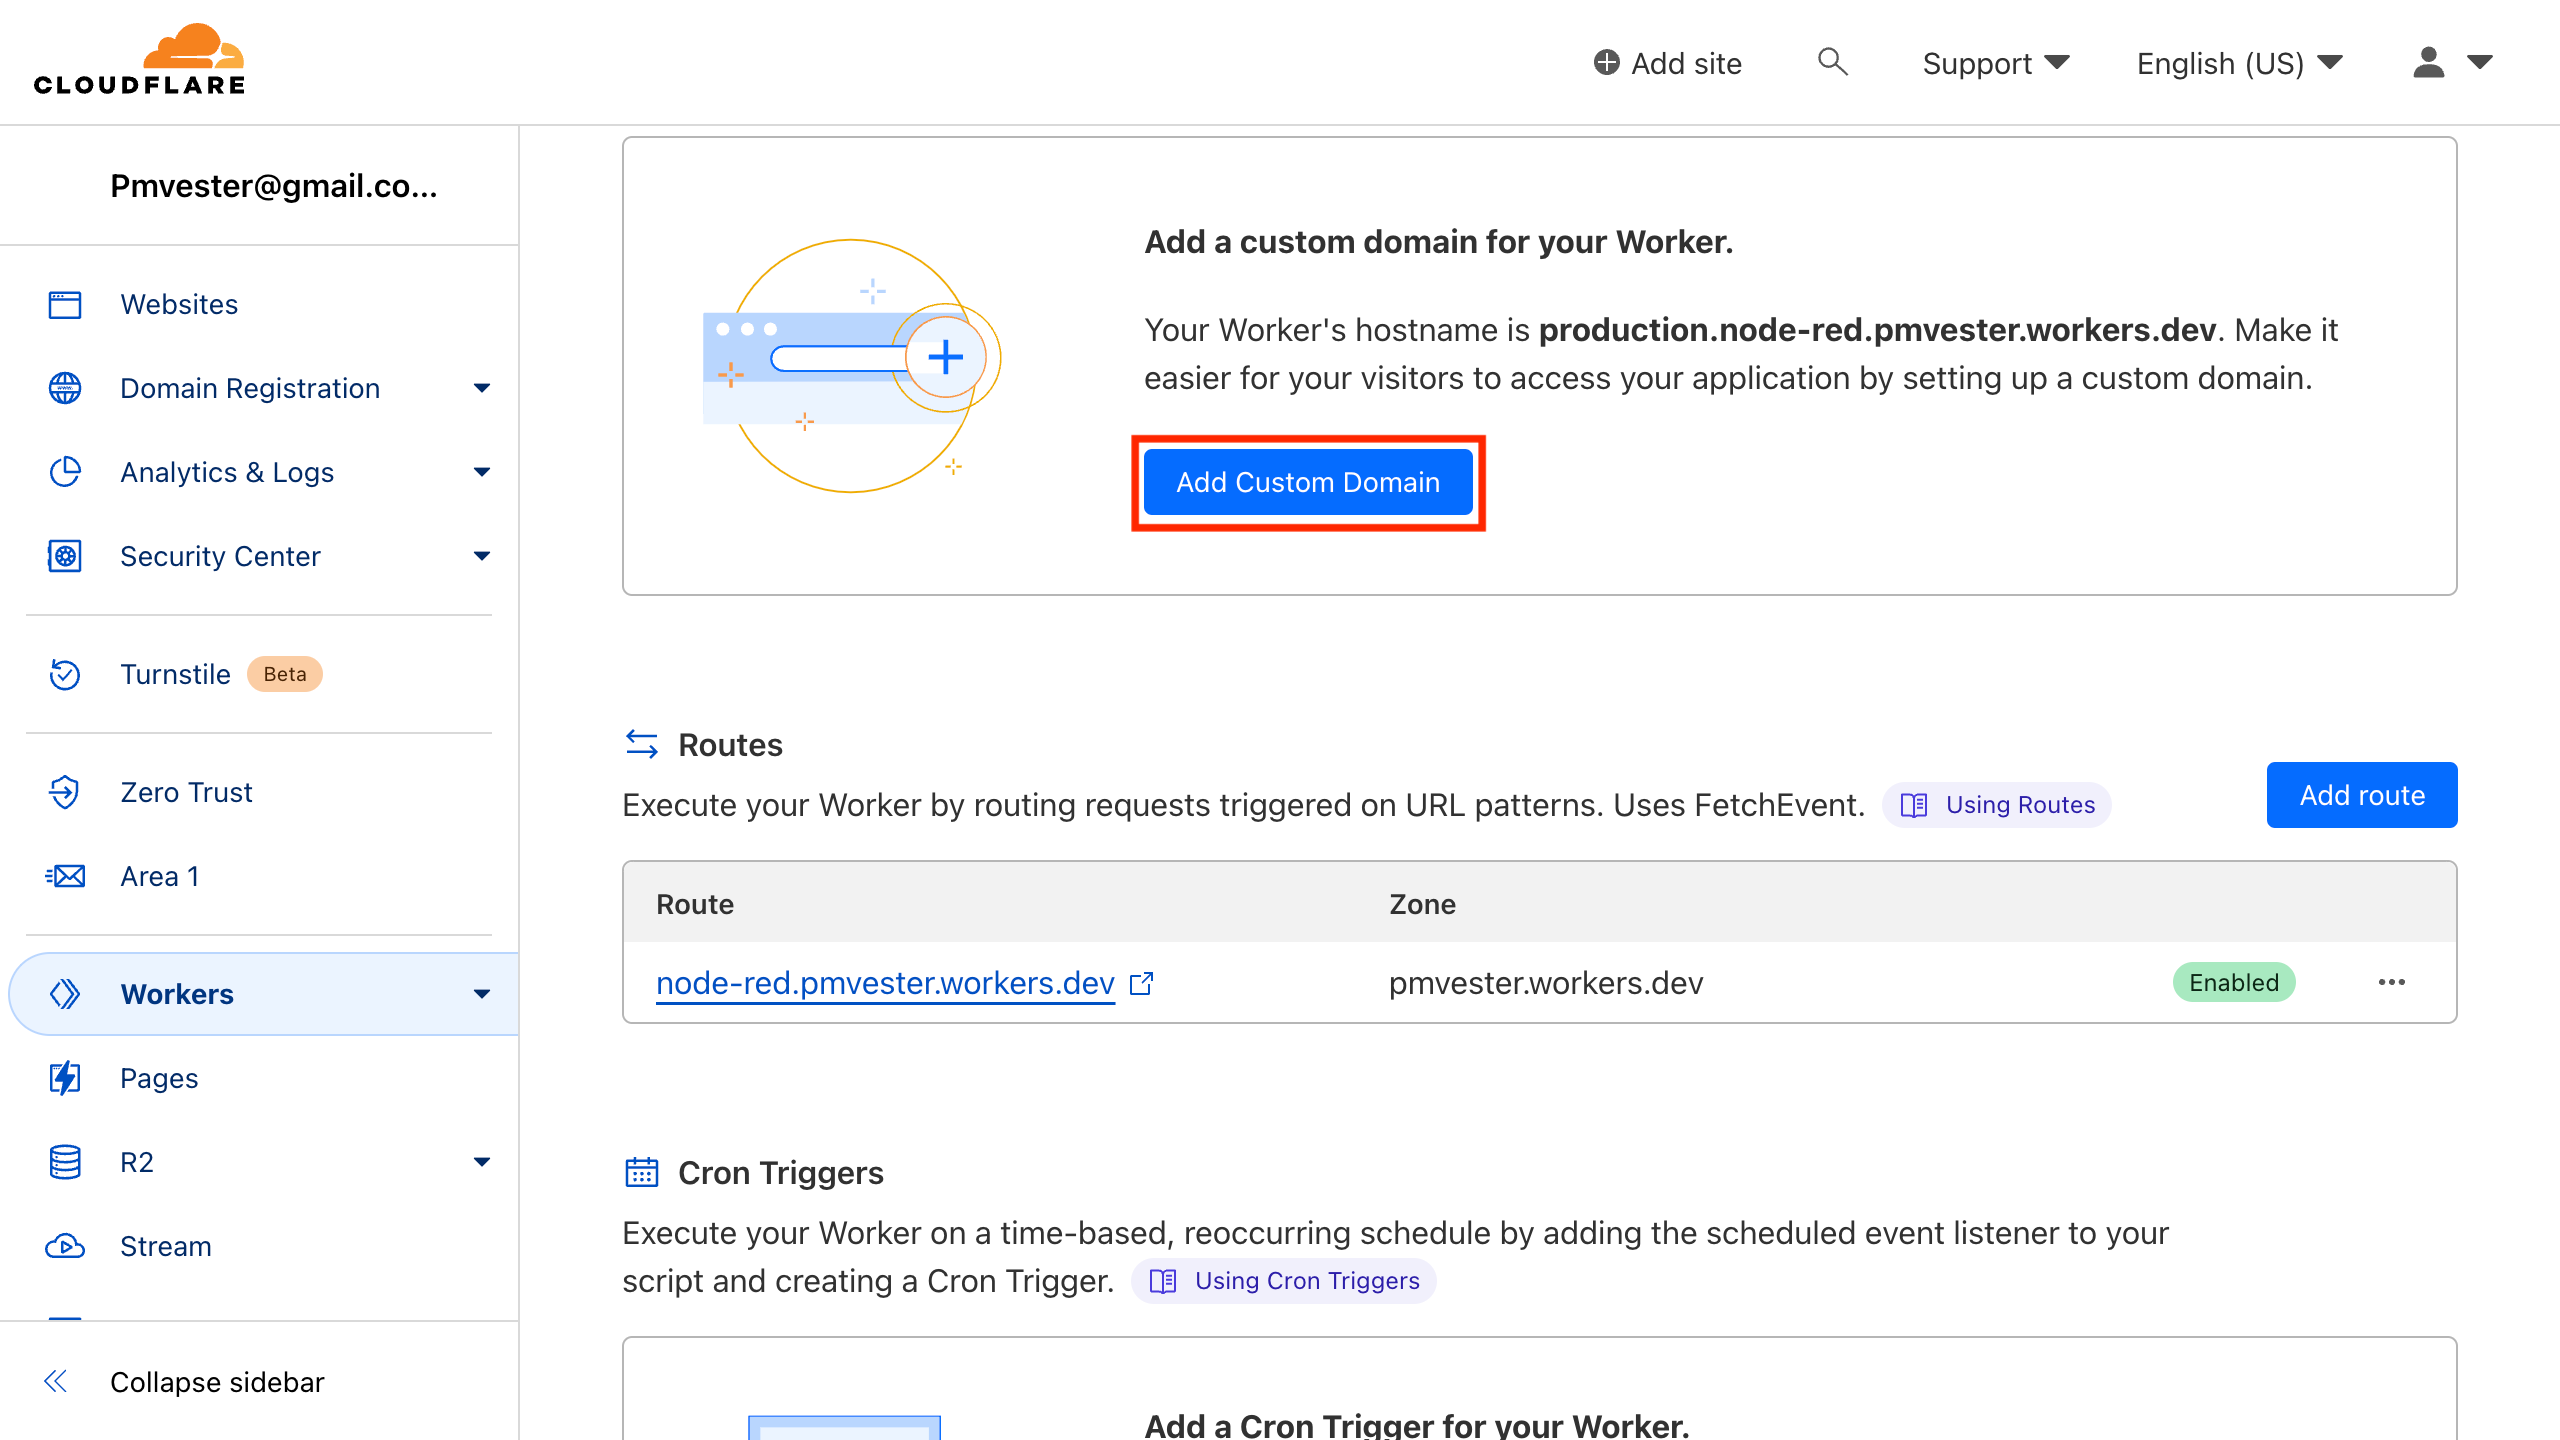 CLOUDFLARE
Add site
Support
English (US)
Pmvester@gmail.co...
Websites
Domain Registration
Analytics & Logs
Security Center
Turnstile Beta
Zero Trust
Area 1
Workers
Pages
R2
Stream
Collapse sidebar
Add a custom domain for your Worker.
Your Worker's hostname is production.node-red.pmvester.workers.dev. Make it
easier for your visitors to access your application by setting up a custom domain.
Add Custom Domain
Routes
Execute your Worker by routing requests triggered on URL patterns. Uses FetchEvent. Using Routes
Add route
Route Zone
node-red.pmvester.workers.dev pmvester.workers.dev Enabled
Cron Triggers
Execute your Worker on a time-based, reoccurring schedule by adding the scheduled event listener to your
script and creating a Cron Trigger. Using Cron Triggers
Add a Cron Trigger for your Worker.